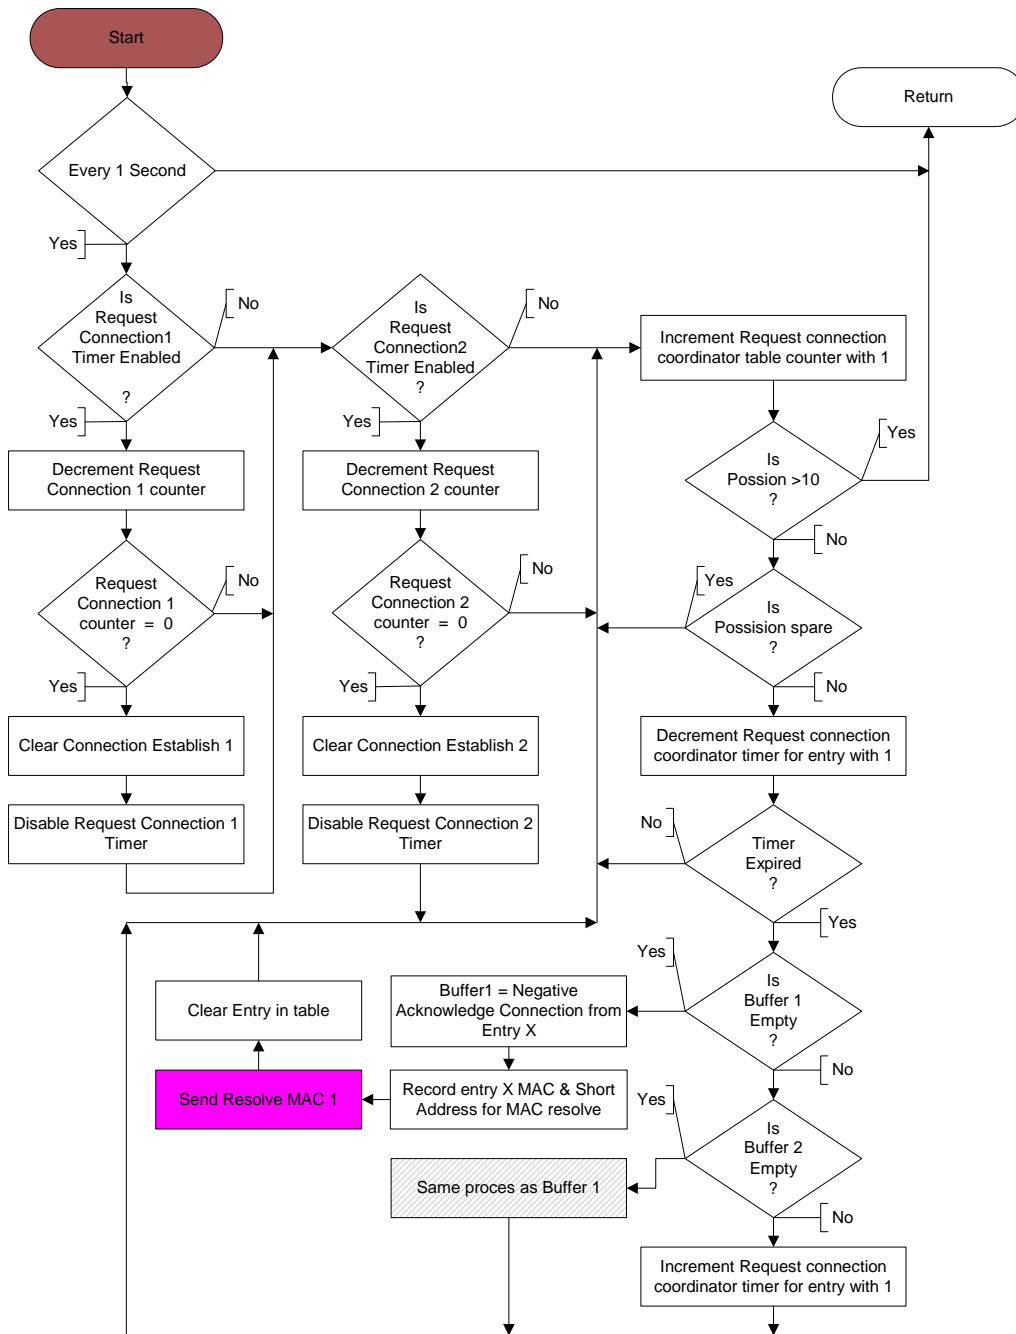 Start
Return
Every 1 Second
Yes
Is
Request
Connection1
Timer Enabled
?
No
Yes
Decrement Request
Connection 1 counter
Request
Connection 1
counter = 0
?
No
Yes
Clear Connection Establish 1
Disable Request Connection 1
Timer
Is
Request
Connection2
Timer Enabled
?
No
Yes
Decrement Request
Connection 2 counter
Request
Connection 2
counter = 0
?
No
Yes
Clear Connection Establish 2
Disable Request Connection 2
Timer
Increment Request connection
coordinator table counter with 1
Is
Possion >10
?
Yes
No
Is
Possision spare
?
Yes
No
Decrement Request connection
coordinator timer for entry with 1
Timer
Expired
?
No
Yes
Is
Buffer 1
Empty
?
Yes
No
Buffer1 = Negative
Acknowledge Connection from
Entry X
Record entry X MAC & Short
Address for MAC resolve
Send Resolve MAC 1
Clear Entry in table
Is
Buffer 2
Empty
?
Yes
No
Same proces as Buffer 1
Increment Request connection
coordinator timer for entry with 1